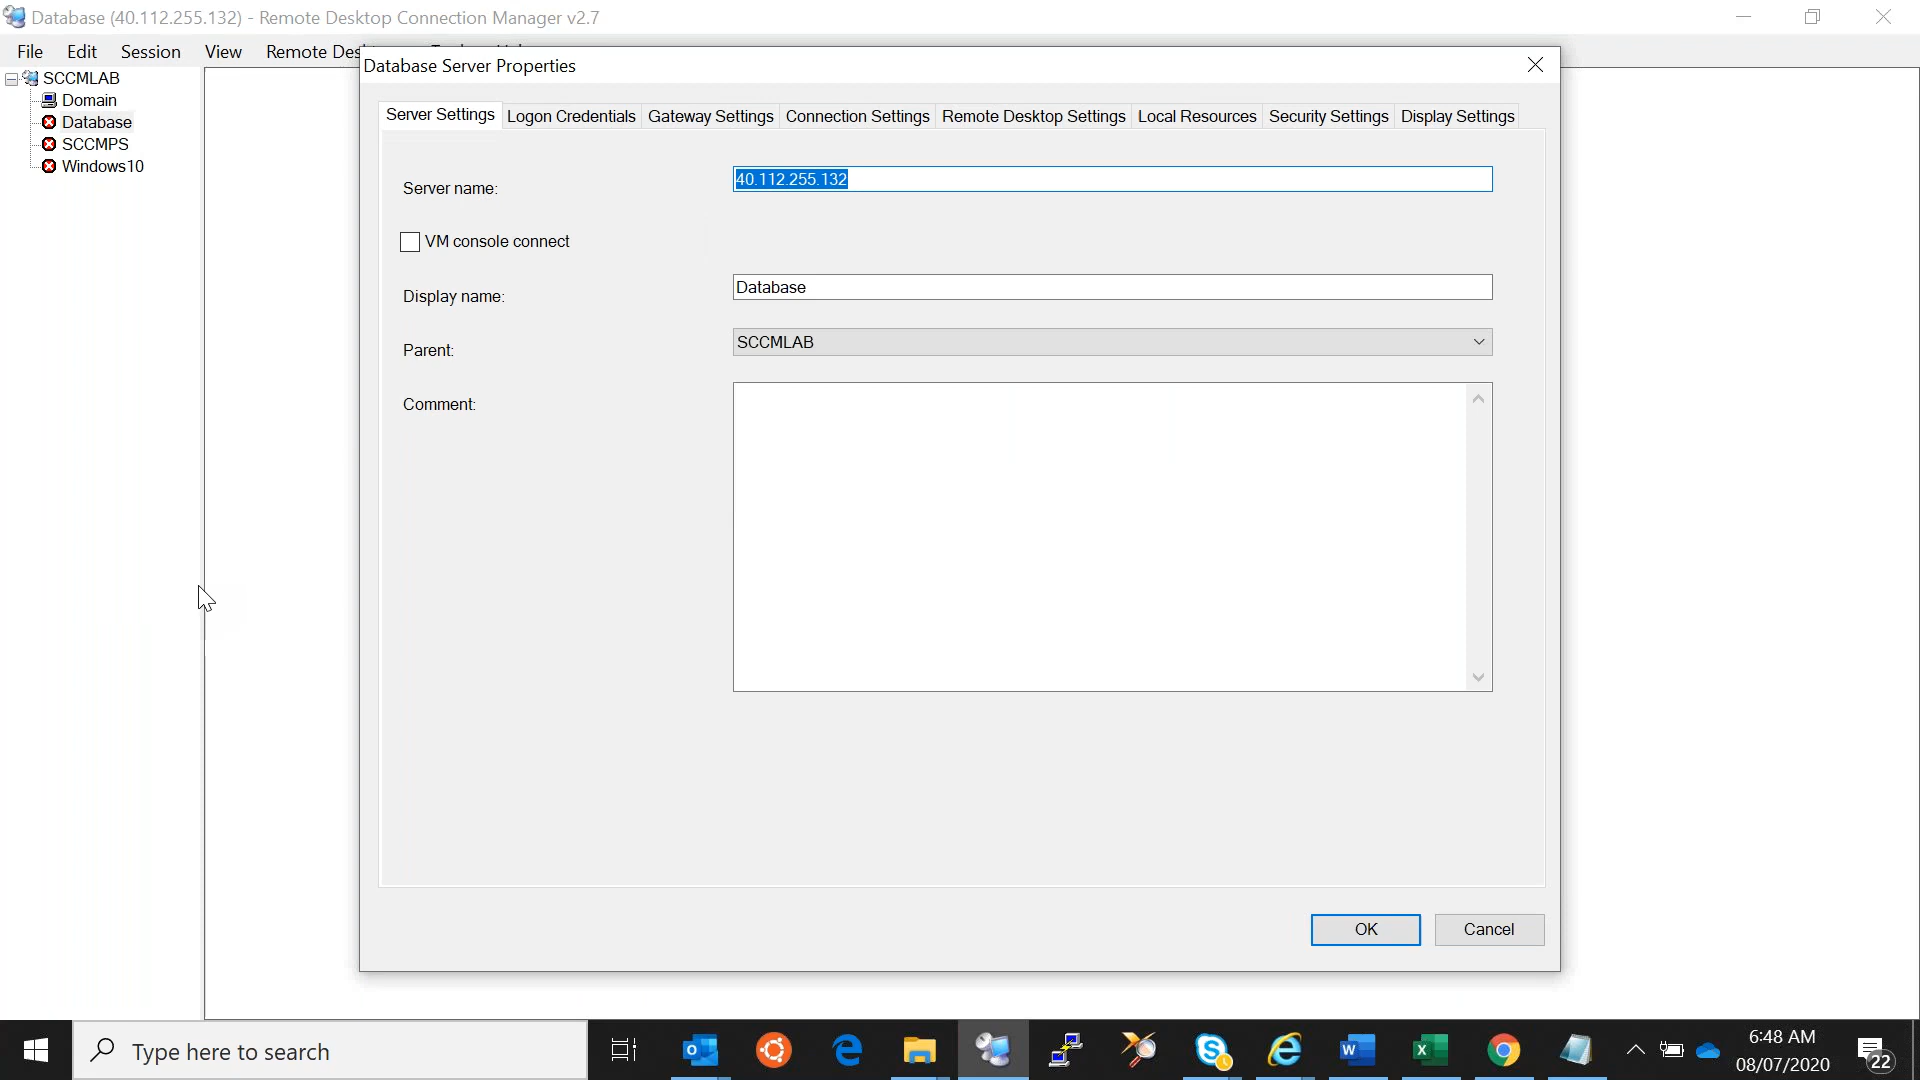 Database (40.112.255.132) - Remote Desktop Connection Manager v2.7
File Edit Session View Remote Des
SCCMLAB
Domain
Database
SCCMPS
Windows10
Database Server Properties
Server Settings Logon Credentials Gateway Settings Connection Settings Remote Desktop Settings Local Resources Security Settings Display Settings
Server name: 40.112.255.132
VM console connect
Display name: Database
Parent: SCCMLAB
Comment:
OK Cancel
Type here to search
6:48 AM
08/07/2020
22